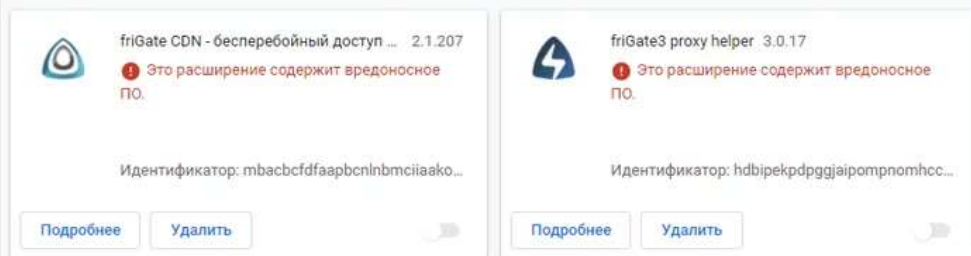 friGate CDN - бесперебойный доступ ... 2.1.207
Это расширение содержит вредоносное
ПО.
Идентификатор: mbacbcfdfaapbcnlnbmciiaako...
Подробнее
Удалить
friGate3 proxy helper 3.0.17
Это расширение содержит вредоносное
ПО.
Идентификатор: hdbipekpdpggjaipompnomhcc...
Подробнее
Удалить